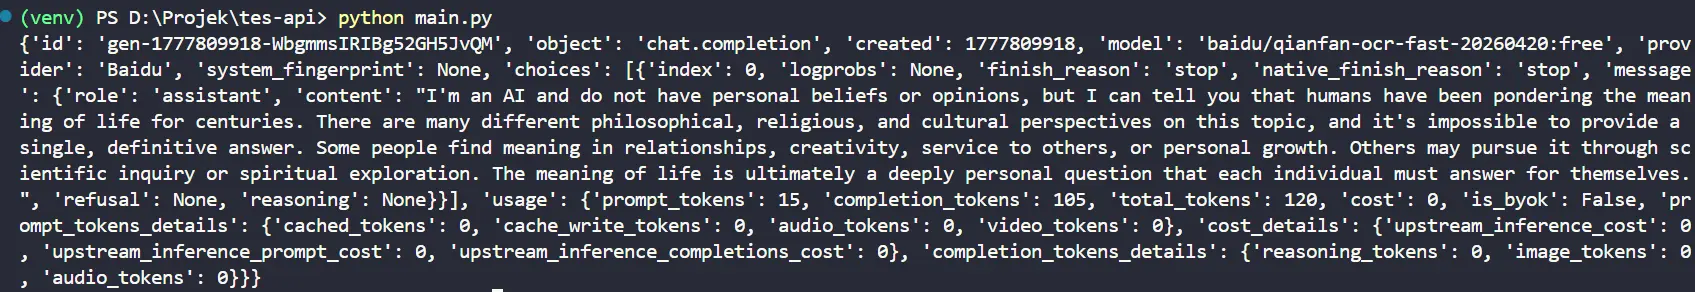 (venv) PS D:\Projek\tes-api> python main.py
{'id': 'gen-1777809918-WbgmmsIRIBg52GH5JvQM', 'object': 'chat.completion', 'created': 1777809918, 'model': 'baidu/qianfan-ocr-fast-20260420:free', 'prov
ider': 'Baidu', 'system_fingerprint': None, 'choices': [{'index': 0, 'logprobs': None, 'finish_reason': 'stop', 'native_finish_reason': 'stop', 'message
': {'role': 'assistant', 'content': "I'm an AI and do not have personal beliefs or opinions, but I can tell you that humans have been pondering the mean
ing of life for centuries. There are many different philosophical, religious, and cultural perspectives on this topic, and it's impossible to provide a
single, definitive answer. Some people find meaning in relationships, creativity, service to others, or personal growth. Others may pursue it through sc
ientific inquiry or spiritual exploration. The meaning of life is ultimately a deeply personal question that each individual must answer for themselves.
", 'refusal': None, 'reasoning': None}}], 'usage': {'prompt_tokens': 15, 'completion_tokens': 105, 'total_tokens': 120, 'cost': 0, 'is_byok': False, 'pr
ompt_tokens_details': {'cached_tokens': 0, 'cache_write_tokens': 0, 'audio_tokens': 0, 'video_tokens': 0}, 'cost_details': {'upstream_inference_cost': 0
, 'upstream_inference_prompt_cost': 0, 'upstream_inference_completions_cost': 0}, 'completion_tokens_details': {'reasoning_tokens': 0, 'image_tokens': 0
, 'audio_tokens': 0}}}